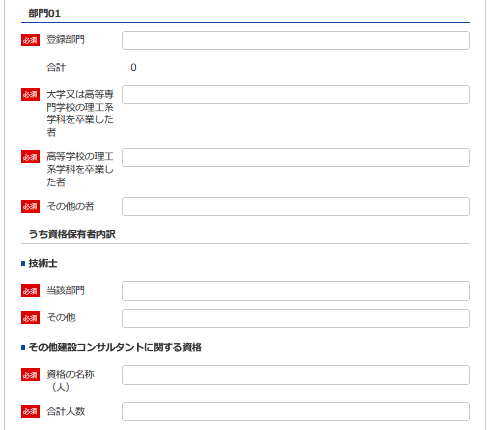 部門01
必須 登録部門
合計 0
必須 大学又は高等専
門学校の理工系
学科を卒業した
者
必須 高等学校の理工
系学科を卒業し
た者
必須 その他の者
うち資格保有者内訳
技術士
必須 当該部門
必須 その他
その他建設コンサルタントに関する資格
必須 資格の名称
（人）
必須 合計人数